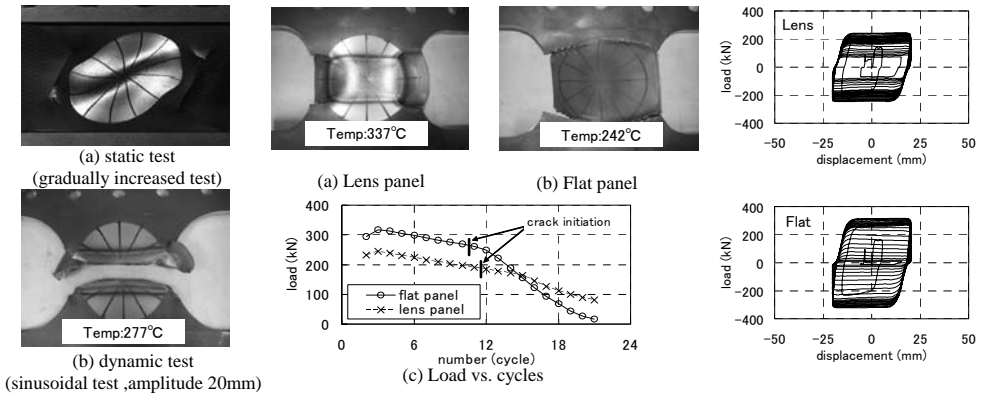 (a) static test
(gradually increased test)
Temp:277°C
(b) dynamic test
(sinusoidal test ,amplitude 20mm)
Temp:337°C
(a) Lens panel
Temp:242°C
(b) Flat panel
400
300
200
100
0
load (kN)
crack initiation
flat panel
lens panel
0 6 12 18 24
number (cycle)
(c) Load vs. cycles
Lens
400
200
0
−200
−400
load (kN)
−50 −25 0 25 50
displacement (mm)
Flat
400
200
0
−200
−400
load (kN)
−50 −25 0 25 50
displacement (mm)